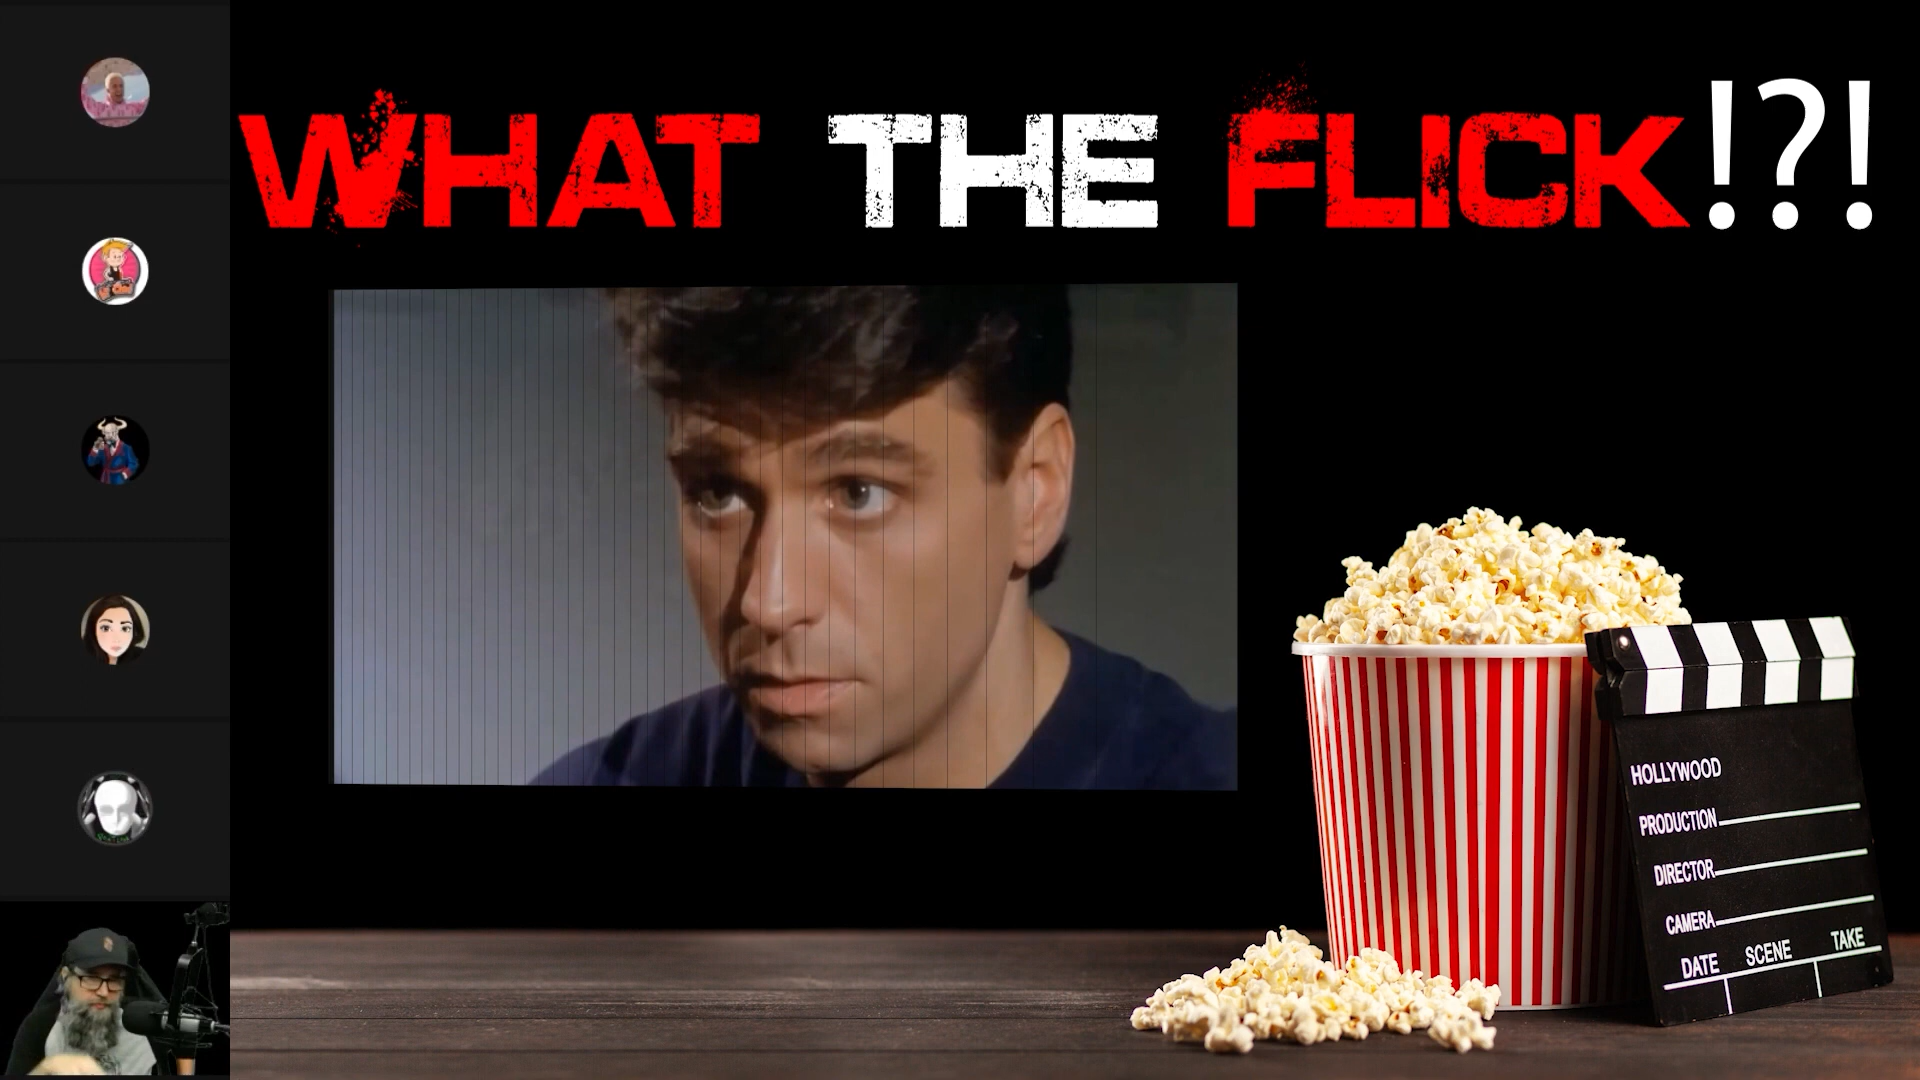 WHAT THE FLICK!?!
HOLLYWOOD
PRODUCTION
DIRECTOR
CAMERA
DATE SCENE TAKE